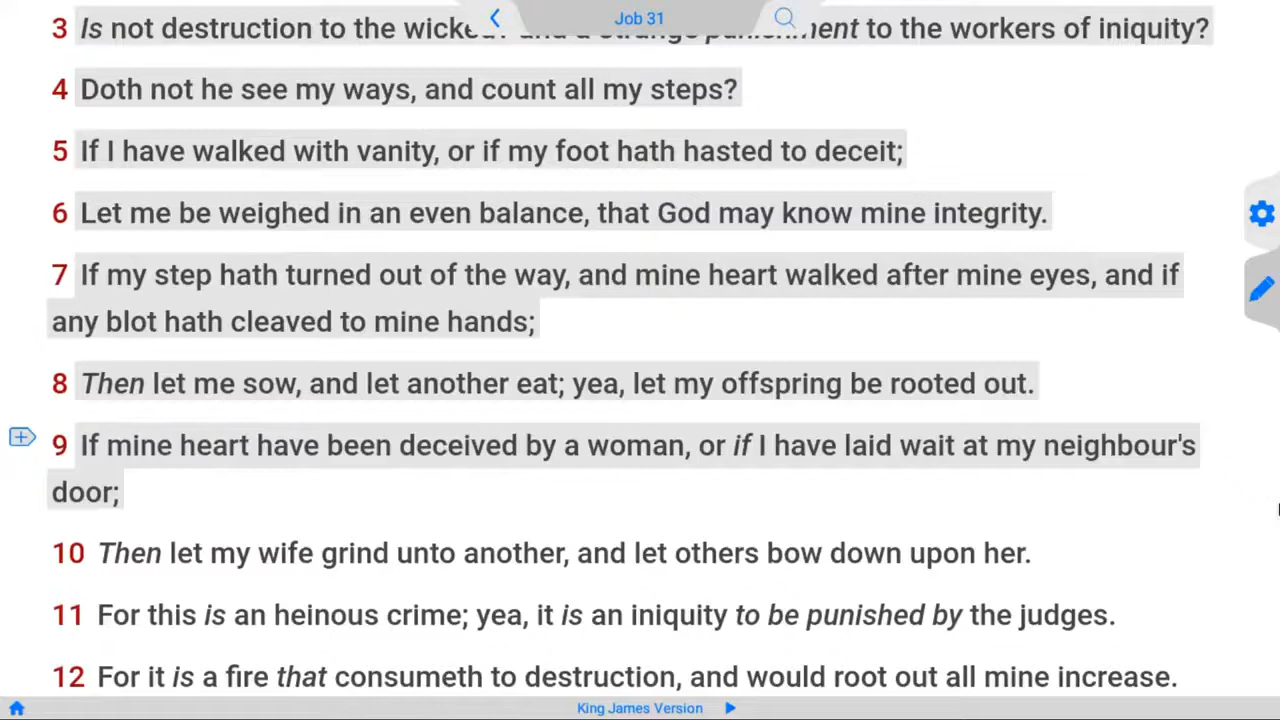 Job 31
3 Is not destruction to the wicked? and a strange punishment to the workers of iniquity?
4 Doth not he see my ways, and count all my steps?
5 If I have walked with vanity, or if my foot hath hasted to deceit;
6 Let me be weighed in an even balance, that God may know mine integrity.
7 If my step hath turned out of the way, and mine heart walked after mine eyes, and if
any blot hath cleaved to mine hands;
8 Then let me sow, and let another eat; yea, let my offspring be rooted out.
9 If mine heart have been deceived by a woman, or if I have laid wait at my neighbour's
door;
10 Then let my wife grind unto another, and let others bow down upon her.
11 For this is an heinous crime; yea, it is an iniquity to be punished by the judges.
12 For it is a fire that consumeth to destruction, and would root out all mine increase.
King James Version